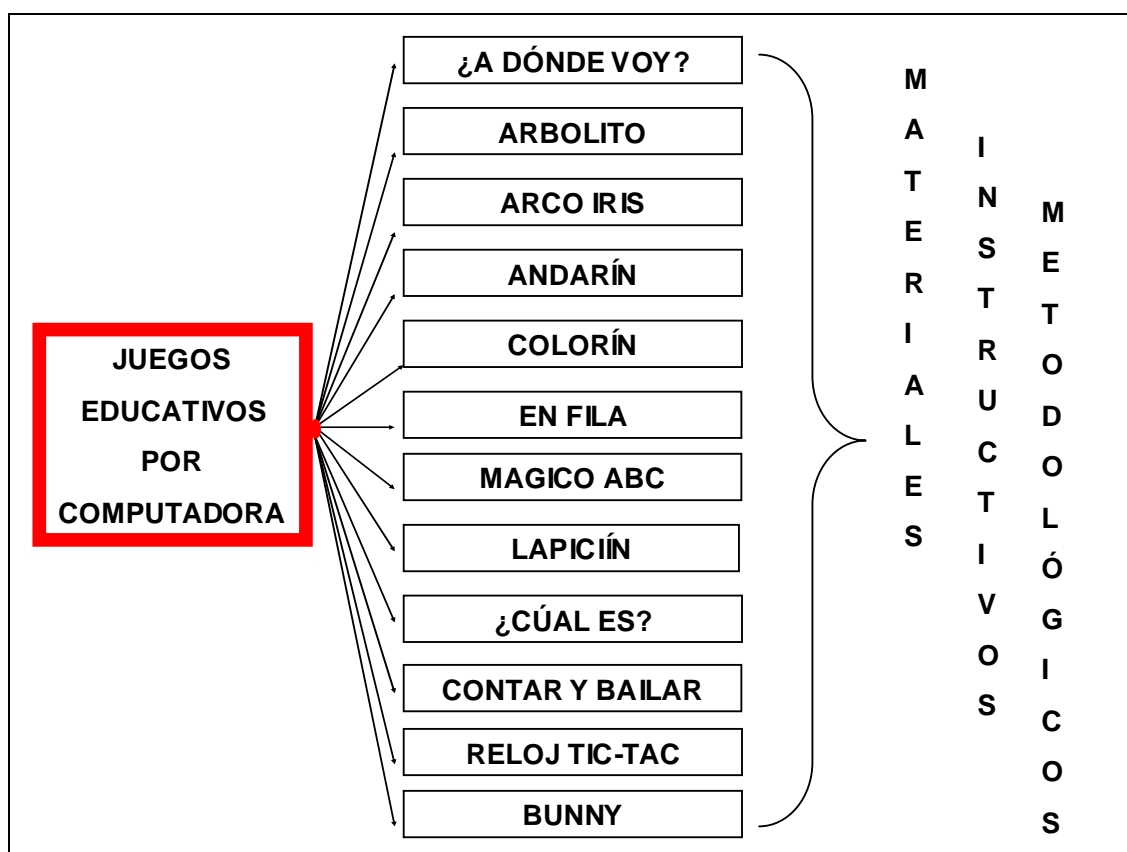 JUEGOS
EDUCATIVOS
POR
COMPUTADORA
¿A DÓNDE VOY?
ARBOLITO
ARCO IRIS
ANDARÍN
COLORÍN
EN FILA
MAGICO ABC
LAPICIÍN
¿CÚAL ES?
CONTAR Y BAILAR
RELOJ TIC-TAC
BUNNY
MATERIALES
INSTRUCTIVOS
METODOLÓGICOS